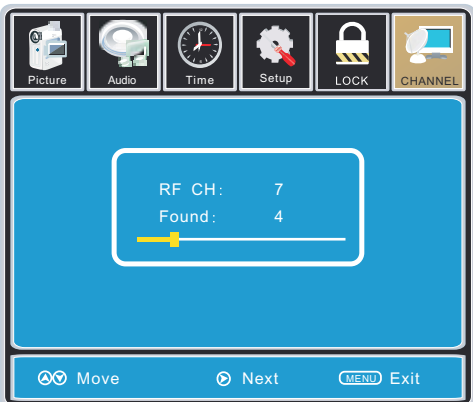 Picture Audio Time Setup LOCK CHANNEL
RF CH: 7
Found: 4
Move Next MENU Exit